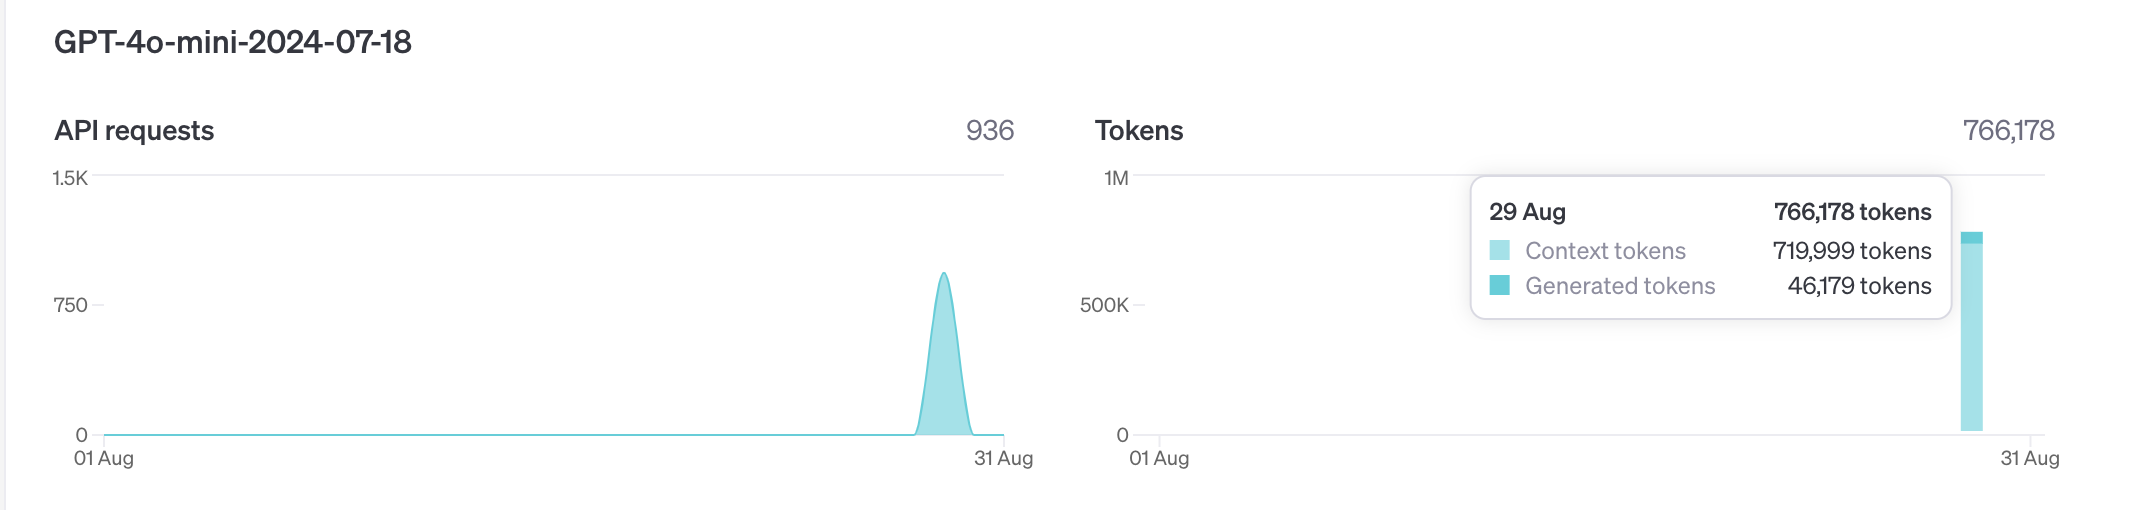 GPT-4o-mini-2024-07-18
API requests 936
1.5K
750
0
01 Aug 31 Aug
Tokens 766,178
1M
500K
0
01 Aug 31 Aug
29 Aug 766,178 tokens
Context tokens 719,999 tokens
Generated tokens 46,179 tokens